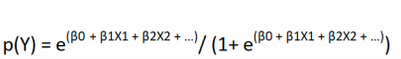 p(Y) = e^(β0 + β1X1 + β2X2 + ...)/ (1+ e^(β0 + β1X1 + β2X2 + ...))